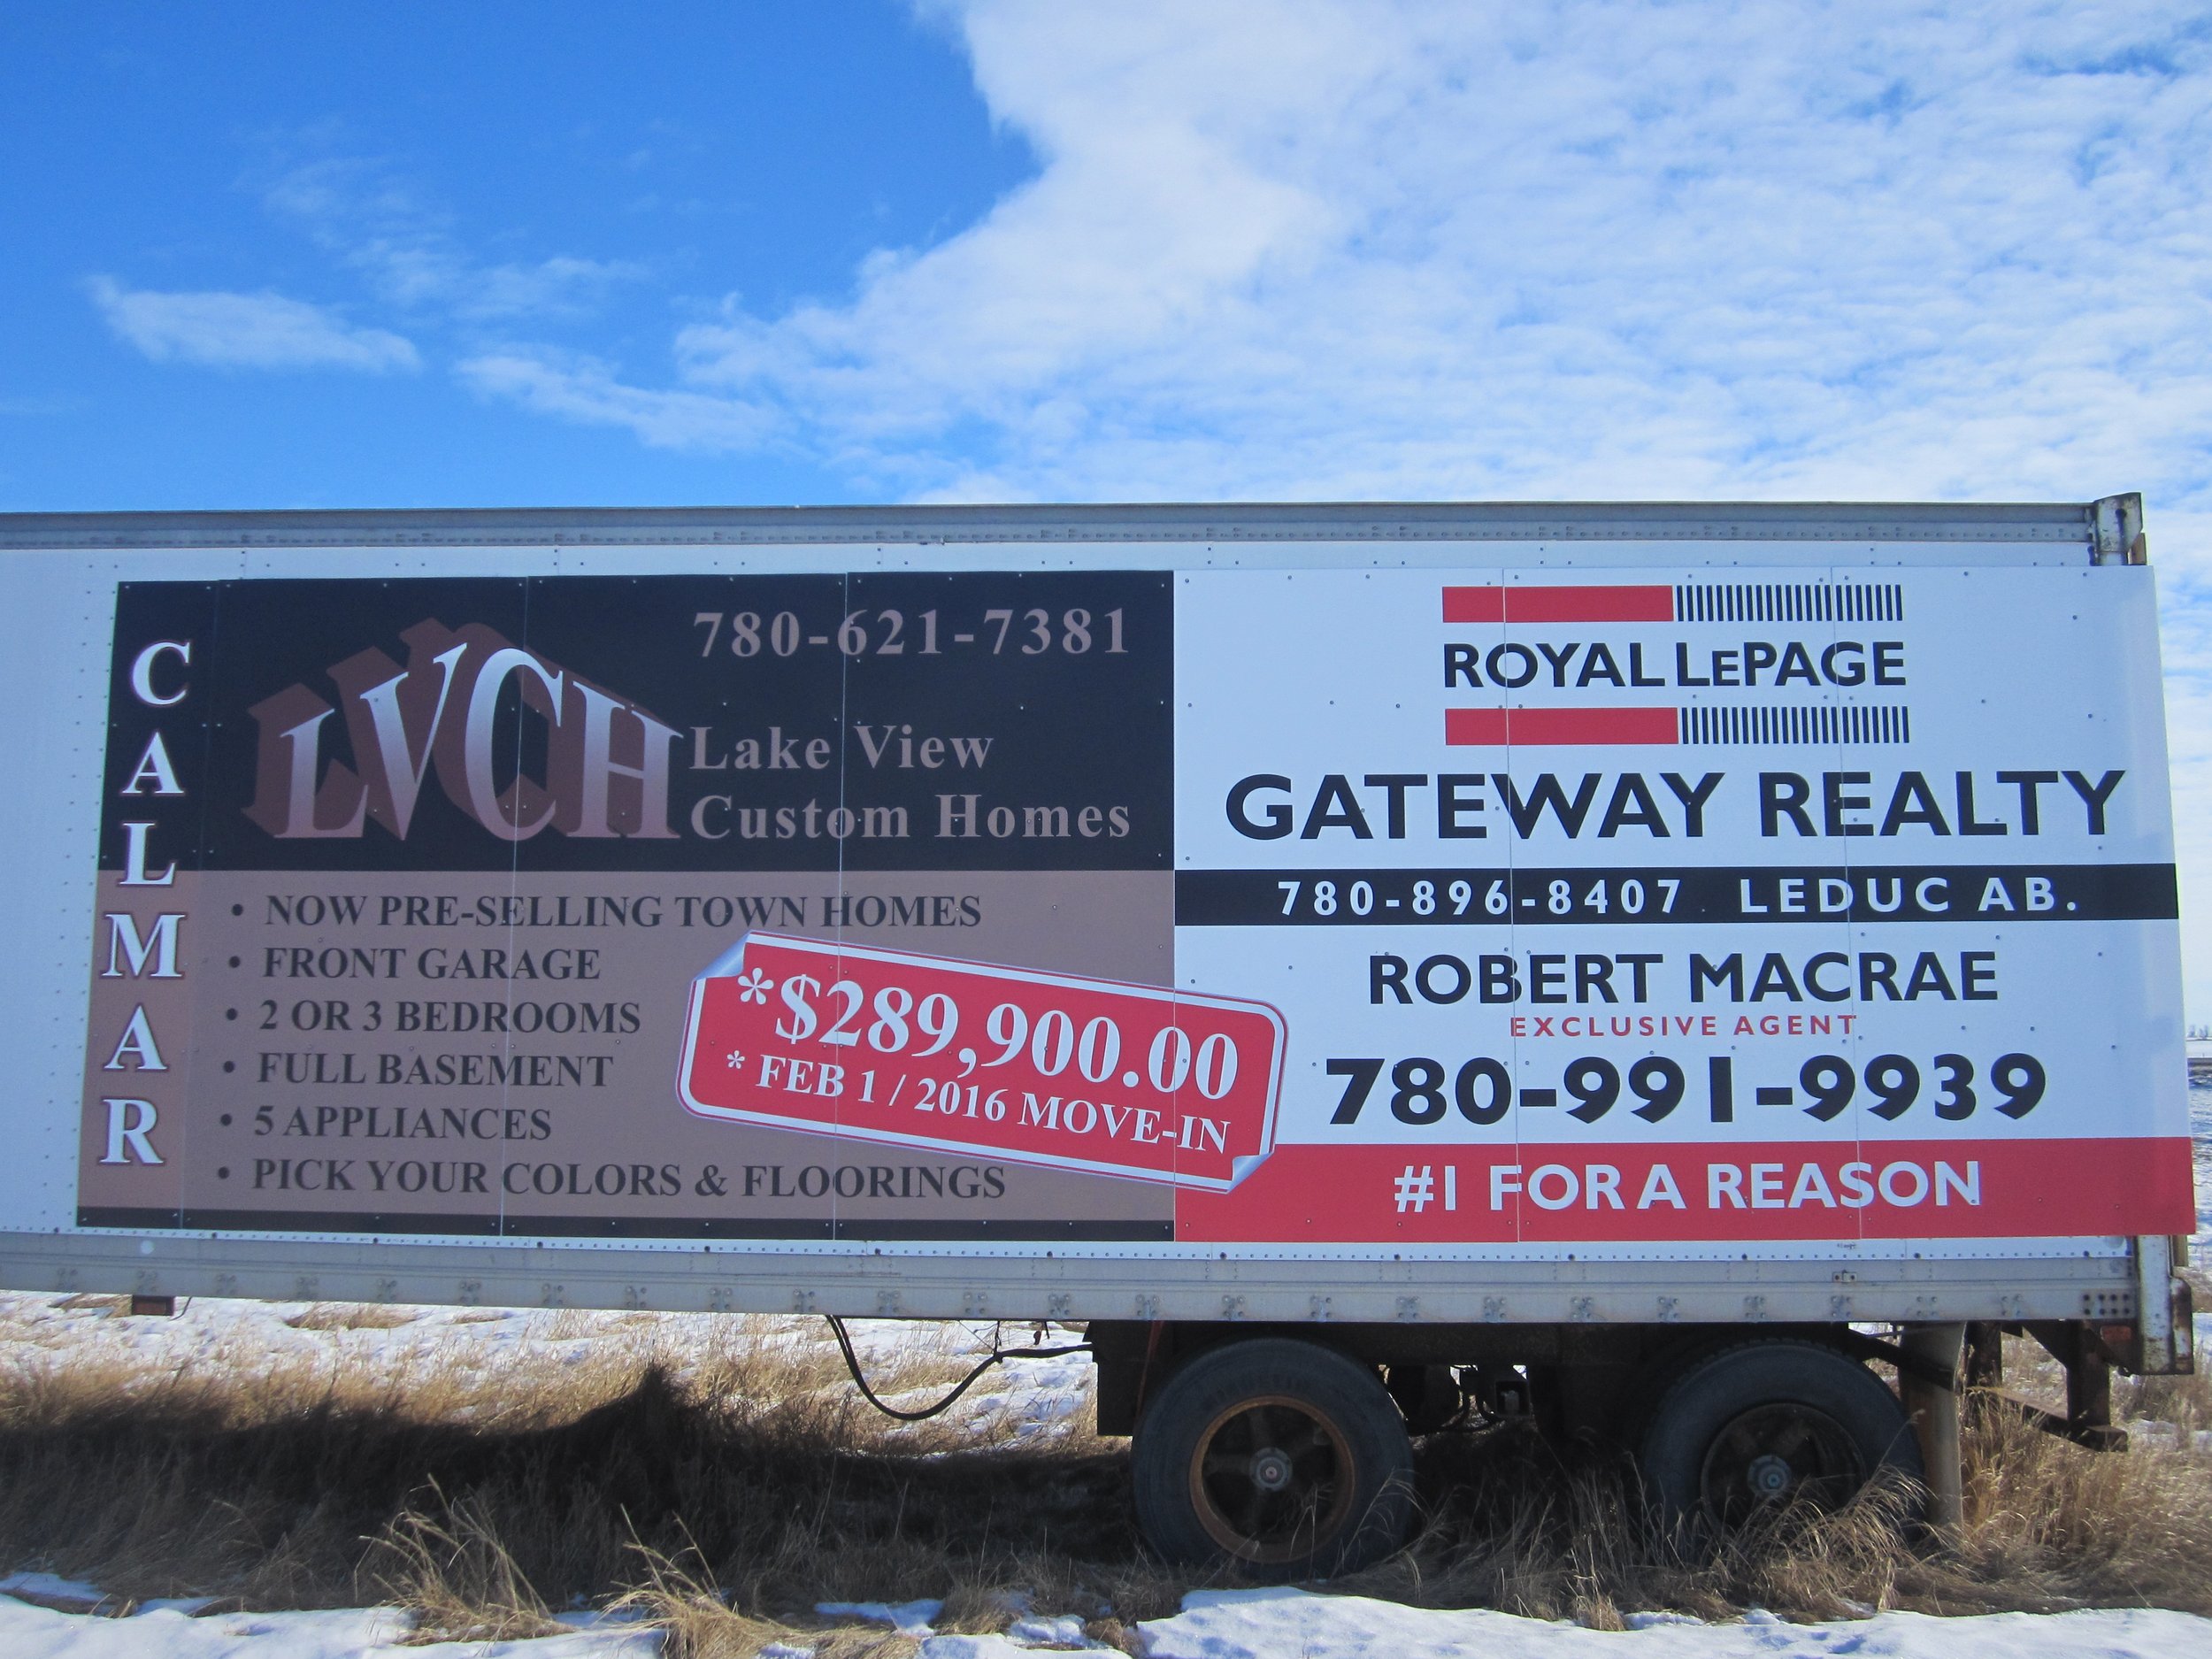 CALMAR
LVCH
780-621-7381
Lake View
Custom Homes
• NOW PRE-SELLING TOWN HOMES
• FRONT GARAGE
• 2 OR 3 BEDROOMS
• FULL BASEMENT
• 5 APPLIANCES
• PICK YOUR COLORS & FLOORINGS
*$289,900.00
* FEB 1 / 2016 MOVE-IN
ROYAL LEPAGE
GATEWAY REALTY
780-896-8407 LEDUC AB.
ROBERT MACRAE
EXCLUSIVE AGENT
780-991-9939
#1 FOR A REASON